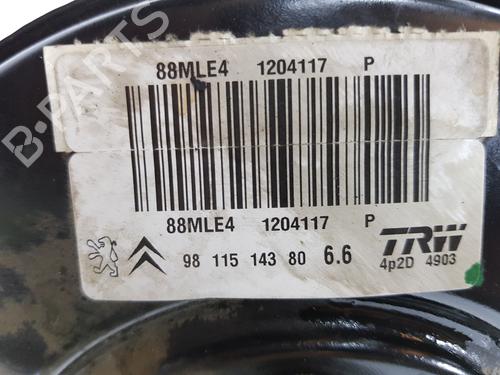 88MLE4 1204117 P
88MLE4 1204117 P
98 115 143 80 6.6
TRW
4p2D 4903
B-PARTS